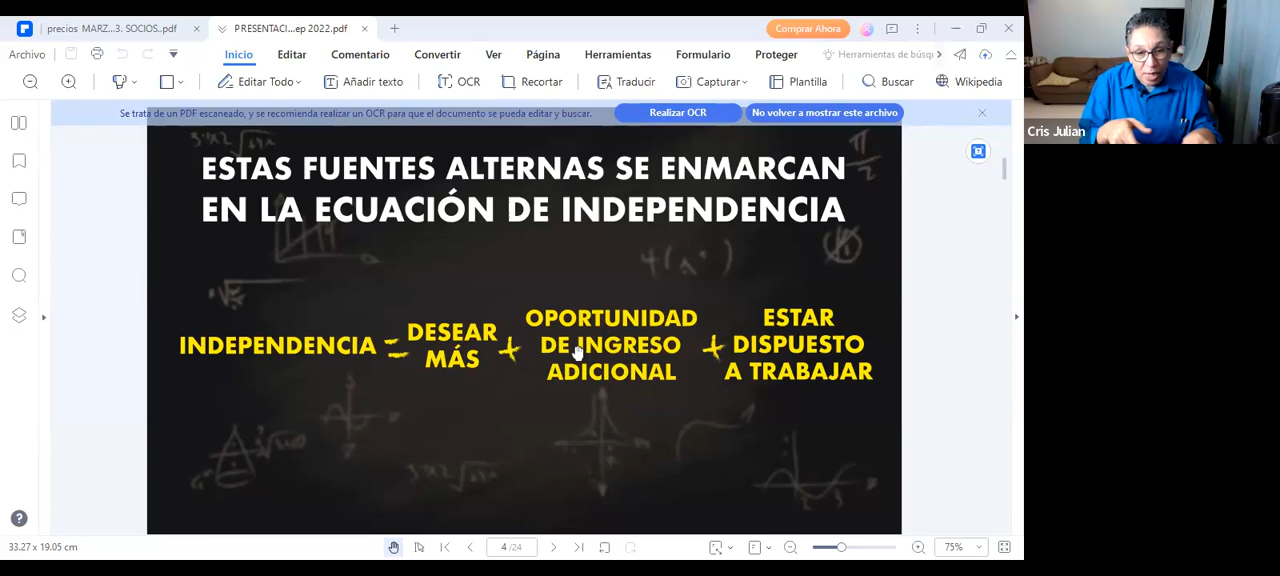 precios MARZ...3. SOCIOS..pdf
PRESENTACI...ep 2022.pdf
Comprar Ahora
Archivo
Inicio
Editar
Comentario
Convertir
Ver
Página
Herramientas
Formulario
Proteger
Herramientas de búsq
Editar Todo
Añadir texto
OCR
Recortar
Traducir
Capturar
Plantilla
Buscar
Wikipedia
Se trata de un PDF escaneado, y se recomienda realizar un OCR para que el documento se pueda editar y buscar.
Realizar OCR
No volver a mostrar este archivo
Cris Julian
ESTAS FUENTES ALTERNAS SE ENMARCAN
EN LA ECUACIÓN DE INDEPENDENCIA
INDEPENDENCIA = DESEAR MÁS + OPORTUNIDAD DE INGRESO ADICIONAL + ESTAR DISPUESTO A TRABAJAR
33.27 x 19.05 cm
4 /24
75%